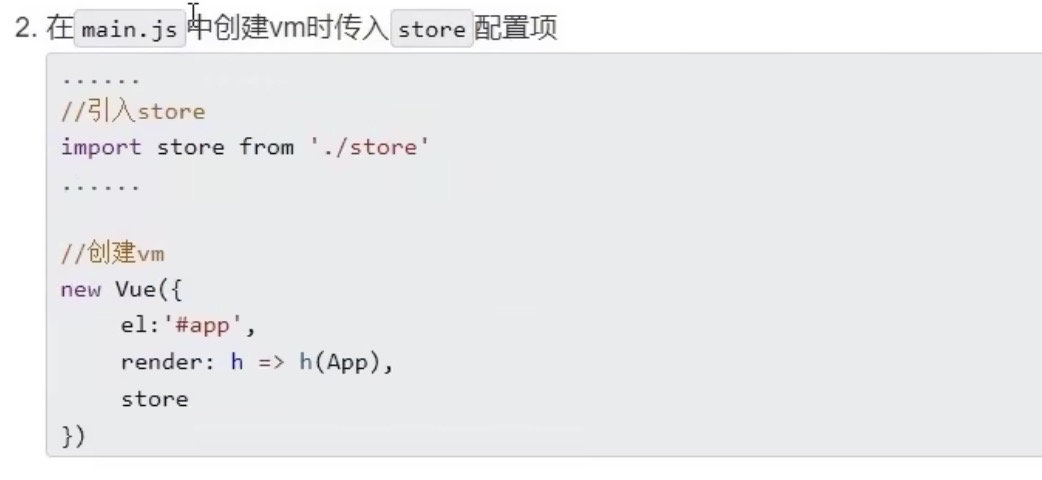 2. 在main.js中创建vm时传入store配置项
......
//引入store
import store from './store'
......
//创建vm
new Vue({
el:'#app',
render: h => h(App),
store
})